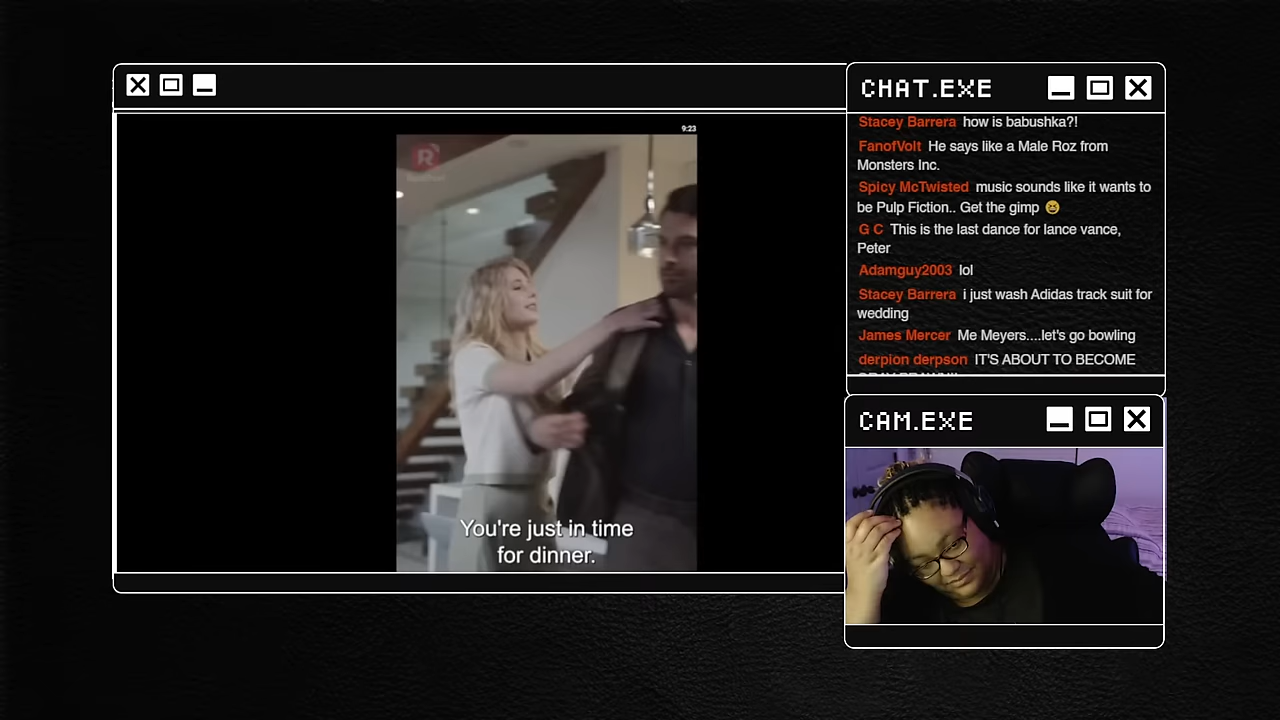 CHAT.EXE
Stacey Barrera how is babushka?!
FanofVolt He says like a Male Roz from
Monsters Inc.
Spicy McTwisted music sounds like it wants to
be Pulp Fiction.. Get the gimp 😆
G C This is the last dance for lance vance,
Peter
Adamguy2003 lol
Stacey Barrera i just wash Adidas track suit for
wedding
James Mercer Me Meyers....let's go bowling
derpion derpson IT'S ABOUT TO BECOME
9:23
R
You're just in time
for dinner.
CAM.EXE